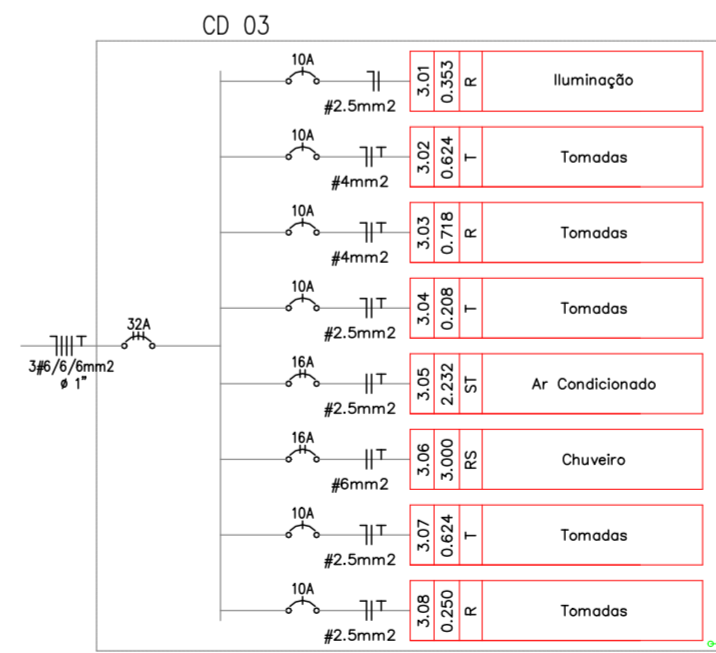 CD 03
10A
#2.5mm2
3.01
0.353
R
Iluminação
10A
#4mm2
3.02
0.624
T
Tomadas
10A
#4mm2
3.03
0.718
R
Tomadas
10A
#2.5mm2
3.04
0.208
T
Tomadas
32A
T
3#6/6/6mm2
ø 1"
16A
#2.5mm2
3.05
2.232
ST
Ar Condicionado
16A
#6mm2
3.06
3.000
RS
Chuveiro
10A
#2.5mm2
3.07
0.624
T
Tomadas
10A
#2.5mm2
3.08
0.250
R
Tomadas